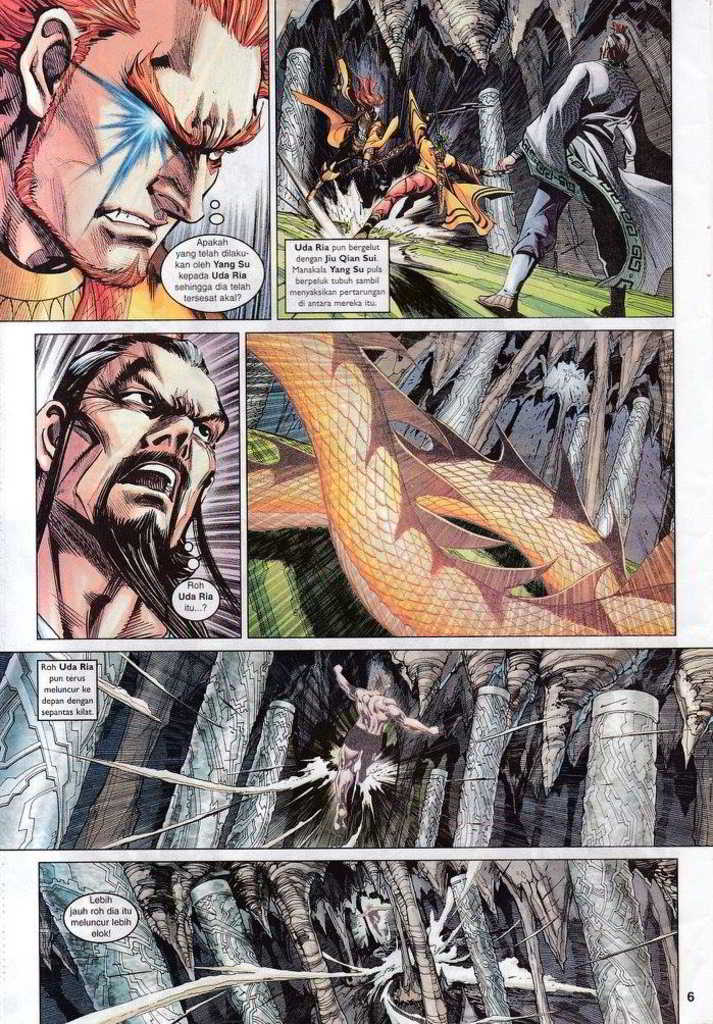 Apakah
yang telah dilaku-
kan oleh Yang Su
kepada Uda Ria
sehingga dia telah
tersesat akal?
Uda Ria pun bergelut
dengan Jiu Qian Sui.
Manakala Yang Su pula
berpeluk tubuh sambil
menyaksikan pertarungan
di antara mereka itu.
Roh
Uda Ria
itu...?
Roh Uda Ria
pun terus
meluncur ke
depan dengan
sepantas kilat.
Lebih
jauh roh dia itu
meluncur lebih
elok!
6